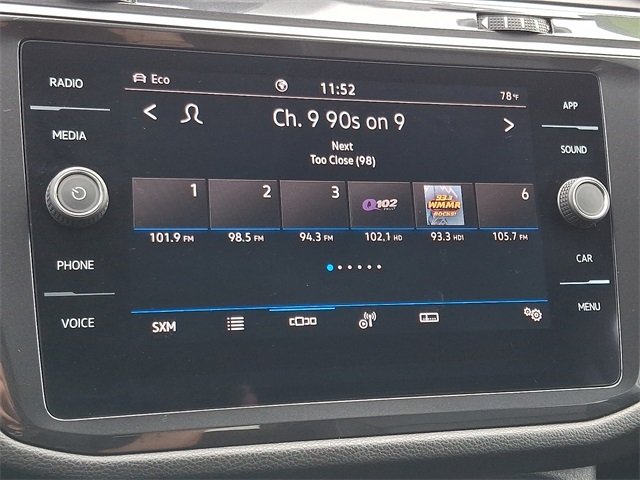 RADIO
MEDIA
PHONE
VOICE
Eco
11:52
78°F
Ch. 9 90s on 9
Next
Too Close (98)
1
2
3
Q102
93.3
WMMR
ROCKS!
6
101.9 FM
98.5 FM
94.3 FM
102.1 HD
93.3 HD1
105.7 FM
SXM
APP
SOUND
CAR
MENU